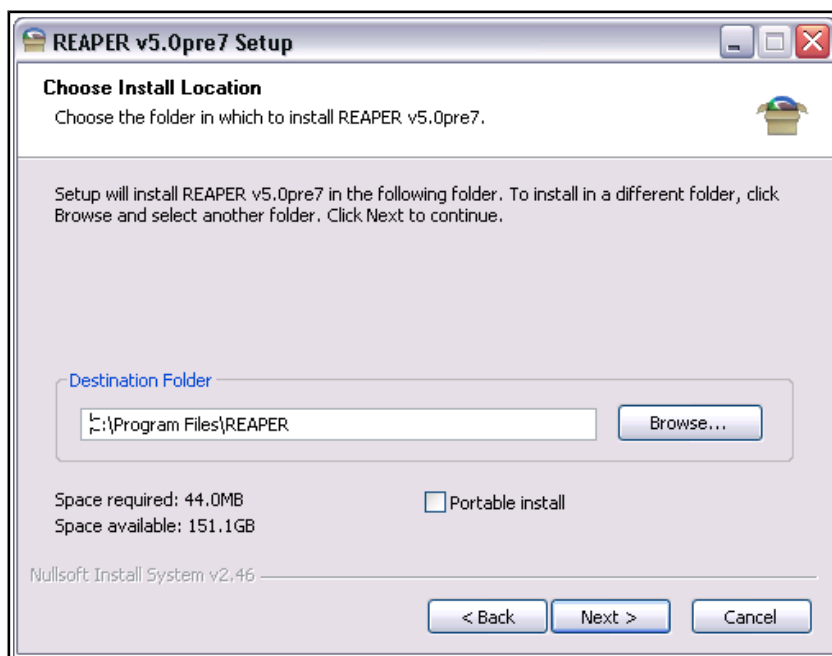 REAPER v5.0pre7 Setup
Choose Install Location
Choose the folder in which to install REAPER v5.0pre7.
Setup will install REAPER v5.0pre7 in the following folder. To install in a different folder, click
Browse and select another folder. Click Next to continue.
Destination Folder
C:\Program Files\REAPER
Browse...
Space required: 44.0MB
Portable install
Space available: 151.1GB
Nullsoft Install System v2.46
< Back
Next >
Cancel